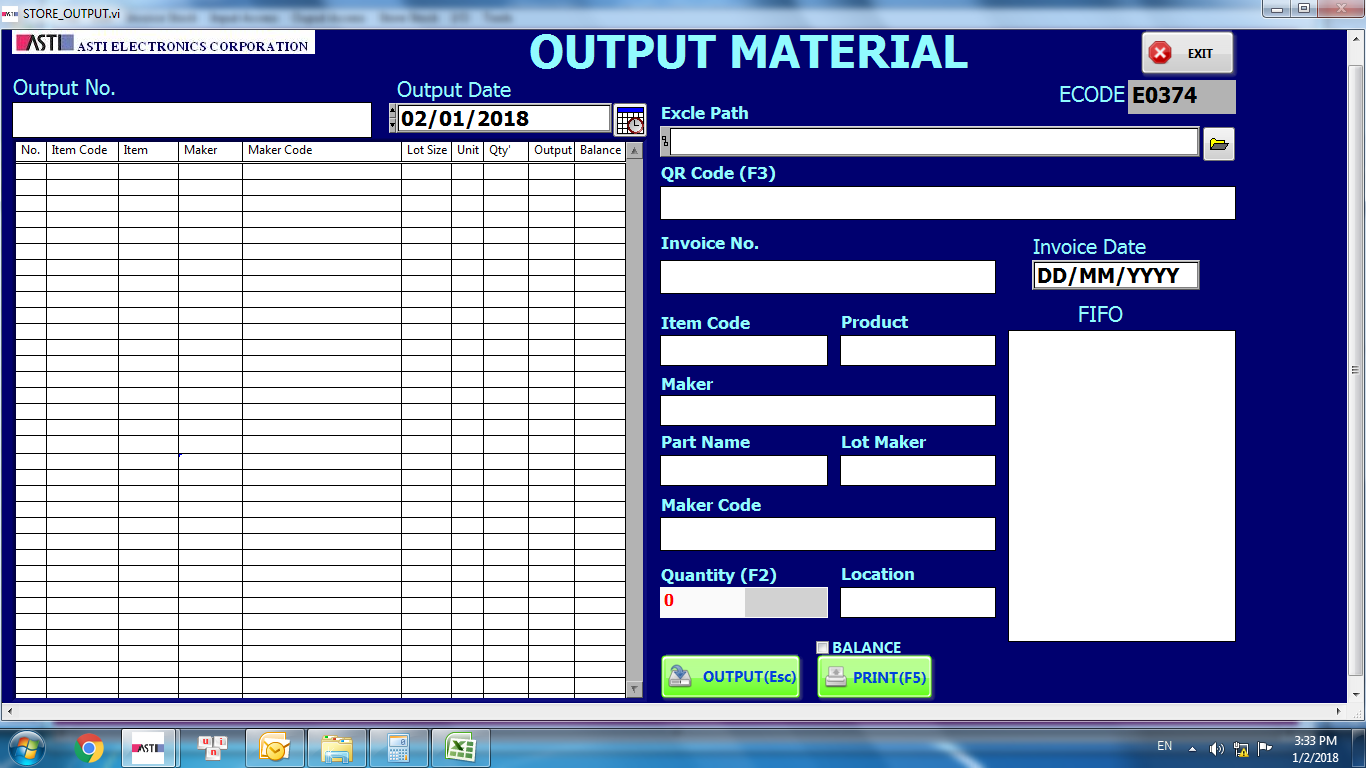 STORE_OUTPUT.vi
ASTI ASTI ELECTRONICS CORPORATION
OUTPUT MATERIAL
EXIT
Output No.
Output Date
02/01/2018
ECODE E0374
Excle Path
No. Item Code Item Maker Maker Code Lot Size Unit Qty' Output Balance
QR Code (F3)
Invoice No.
Invoice Date
DD/MM/YYYY
FIFO
Item Code
Product
Maker
Part Name
Lot Maker
Maker Code
Quantity (F2)
Location
0
BALANCE
OUTPUT(Esc)
PRINT(F5)
ASTI
uni
EN
3:33 PM
1/2/2018